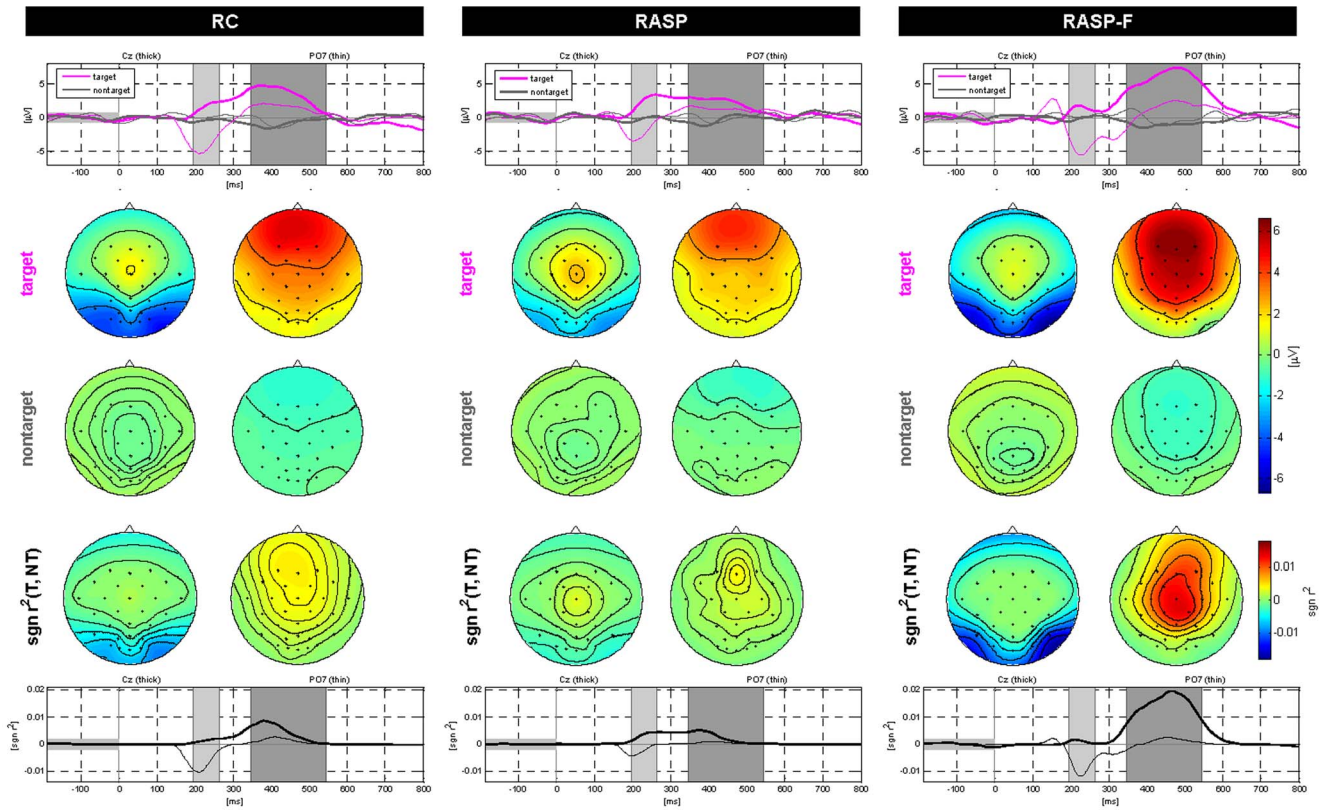 RC RASP RASP-F
Cz (thick) PO7 (thin) Cz (thick) PO7 (thin) Cz (thick) PO7 (thin)
target target target
nontarget nontarget nontarget
5 5 5
0 0 0
-5 -5 -5
[µV] [µV] [µV]
-100 0 100 200 300 400 500 600 700 800 -100 0 100 200 300 400 500 600 700 800 -100 0 100 200 300 400 500 600 700 800
[ms] [ms] [ms]
target target target
6
4
2
0
-2
-4
-6
[µV]
nontarget nontarget nontarget
sgn r²(T, NT) sgn r²(T, NT) sgn r²(T, NT)
0.01
0
-0.01
sgn r²
Cz (thick) PO7 (thin) Cz (thick) PO7 (thin) Cz (thick) PO7 (thin)
0.02 0.02 0.02
0.01 0.01 0.01
0 0 0
-0.01 -0.01 -0.01
[sgn r²] [sgn r²] [sgn r²]
-100 0 100 200 300 400 500 600 700 800 -100 0 100 200 300 400 500 600 700 800 -100 0 100 200 300 400 500 600 700 800
[ms] [ms] [ms]